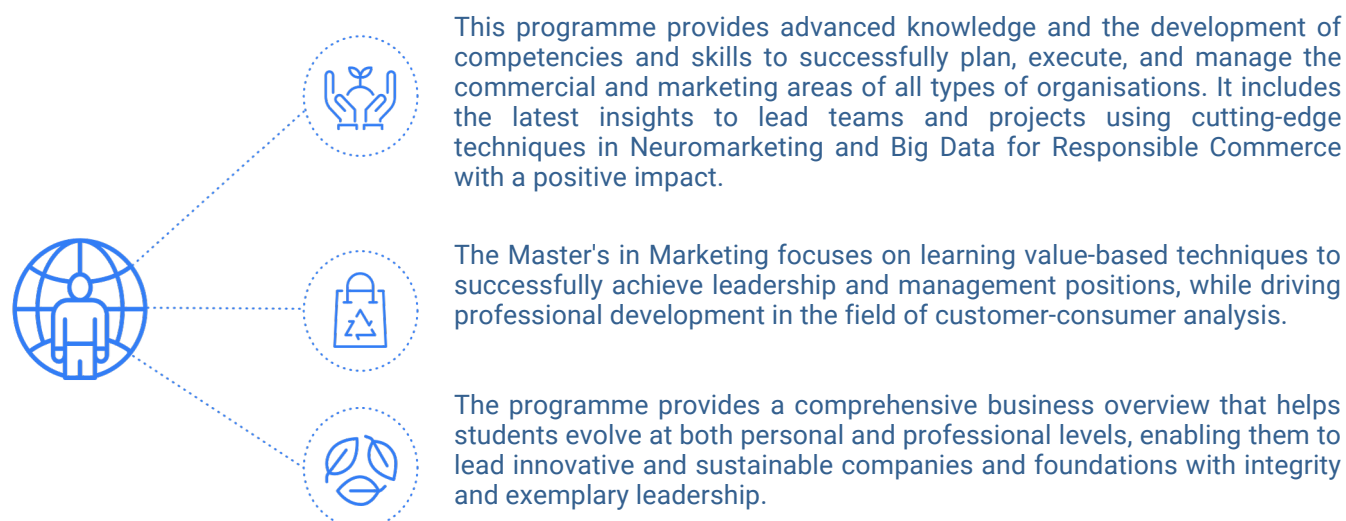 This programme provides advanced knowledge and the development of
competencies and skills to successfully plan, execute, and manage the
commercial and marketing areas of all types of organisations. It includes
the latest insights to lead teams and projects using cutting-edge
techniques in Neuromarketing and Big Data for Responsible Commerce
with a positive impact.
The Master's in Marketing focuses on learning value-based techniques to
successfully achieve leadership and management positions, while driving
professional development in the field of customer-consumer analysis.
The programme provides a comprehensive business overview that helps
students evolve at both personal and professional levels, enabling them to
lead innovative and sustainable companies and foundations with integrity
and exemplary leadership.